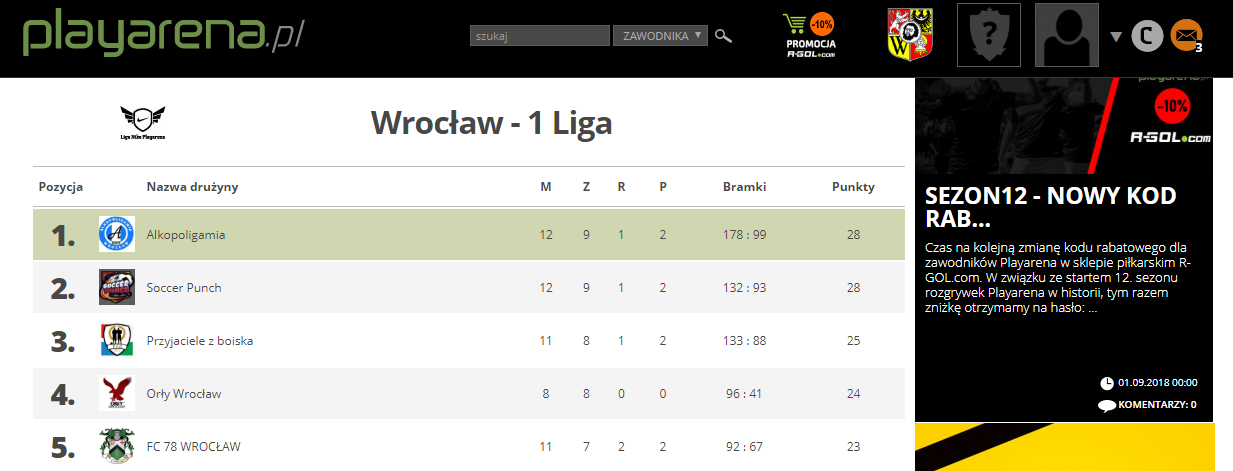 playarena.pl
szukaj
ZAWODNIKA
-10%
PROMOCJA
R-GOL.com
W
?
C
3
Liga Nike Playarena
Wrocław - 1 Liga
Pozycja Nazwa drużyny M Z R P Bramki Punkty
1. Alkopoligamia 12 9 1 2 178 : 99 28
2. SOCCER PUNCH Soccer Punch 12 9 1 2 132 : 93 28
3. Przyjaciele z boiska 11 8 1 2 133 : 88 25
4. Orły Wrocław 8 8 0 0 96 : 41 24
5. FC 78 WROCŁAW 11 7 2 2 92 : 67 23
playarena.pl
-10%
R-GOL.com
SEZON12 - NOWY KOD
RAB...
Czas na kolejną zmianę kodu rabatowego dla
zawodników Playarena w sklepie piłkarskim R-
GOL.com. W związku ze startem 12. sezonu
rozgrywek Playarena w historii, tym razem
zniżkę otrzymamy na hasło: ...
01.09.2018 00:00
KOMENTARZY: 0